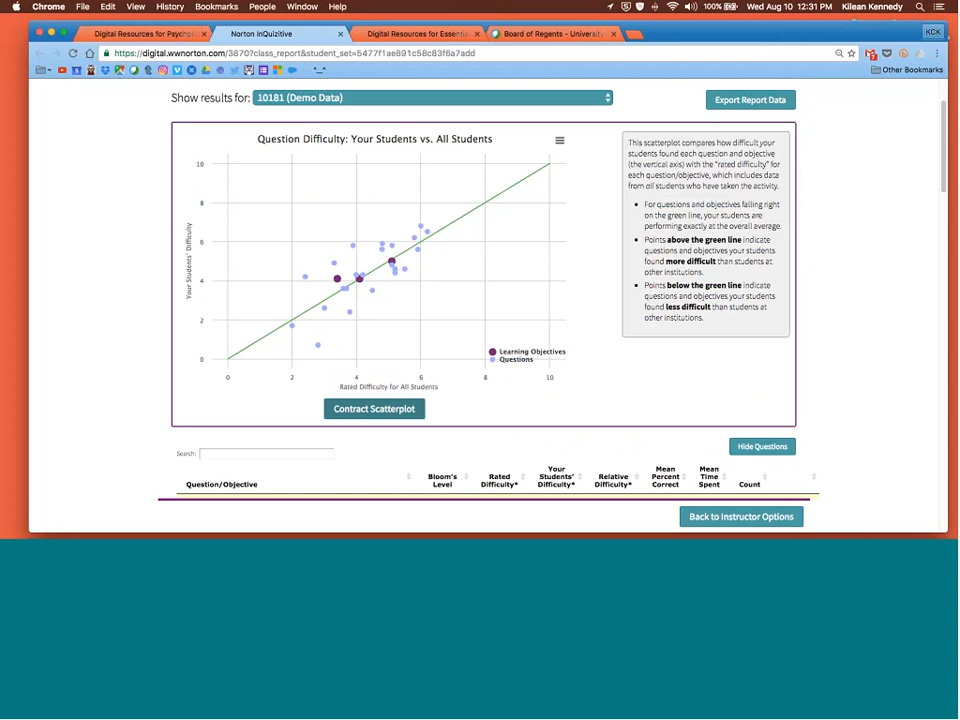 Chrome File Edit View History Bookmarks People Window Help 100% Wed Aug 10 12:31 PM Kilean Kennedy
Digital Resources for Psychol Norton InQuizitive Digital Resources for Essentia Board of Regents - University KCK
https://digital.wwnorton.com/3870?class_report&student_set=5477f1ae891c58c83f6a7add
Other Bookmarks
Show results for: 10181 (Demo Data) Export Report Data
Question Difficulty: Your Students vs. All Students
10
8
6
4
2
0
Your Students' Difficulty
0 2 4 6 8 10
Rated Difficulty for All Students
Learning Objectives
Questions
Contract Scatterplot
This scatterplot compares how difficult your
students found each question and objective
(the vertical axis) with the "rated difficulty" for
each question/objective, which includes data
from all students who have taken the activity.
For questions and objectives falling right
on the green line, your students are
performing exactly at the overall average.
Points above the green line indicate
questions and objectives your students
found more difficult than students at
other institutions.
Points below the green line indicate
questions and objectives your students
found less difficult than students at
other institutions.
Search: Hide Questions
Question/Objective
Bloom's
Level
Rated
Difficulty*
Your
Students'
Difficulty*
Relative
Difficulty*
Mean
Percent
Correct
Mean
Time
Spent
Count
Back to Instructor Options